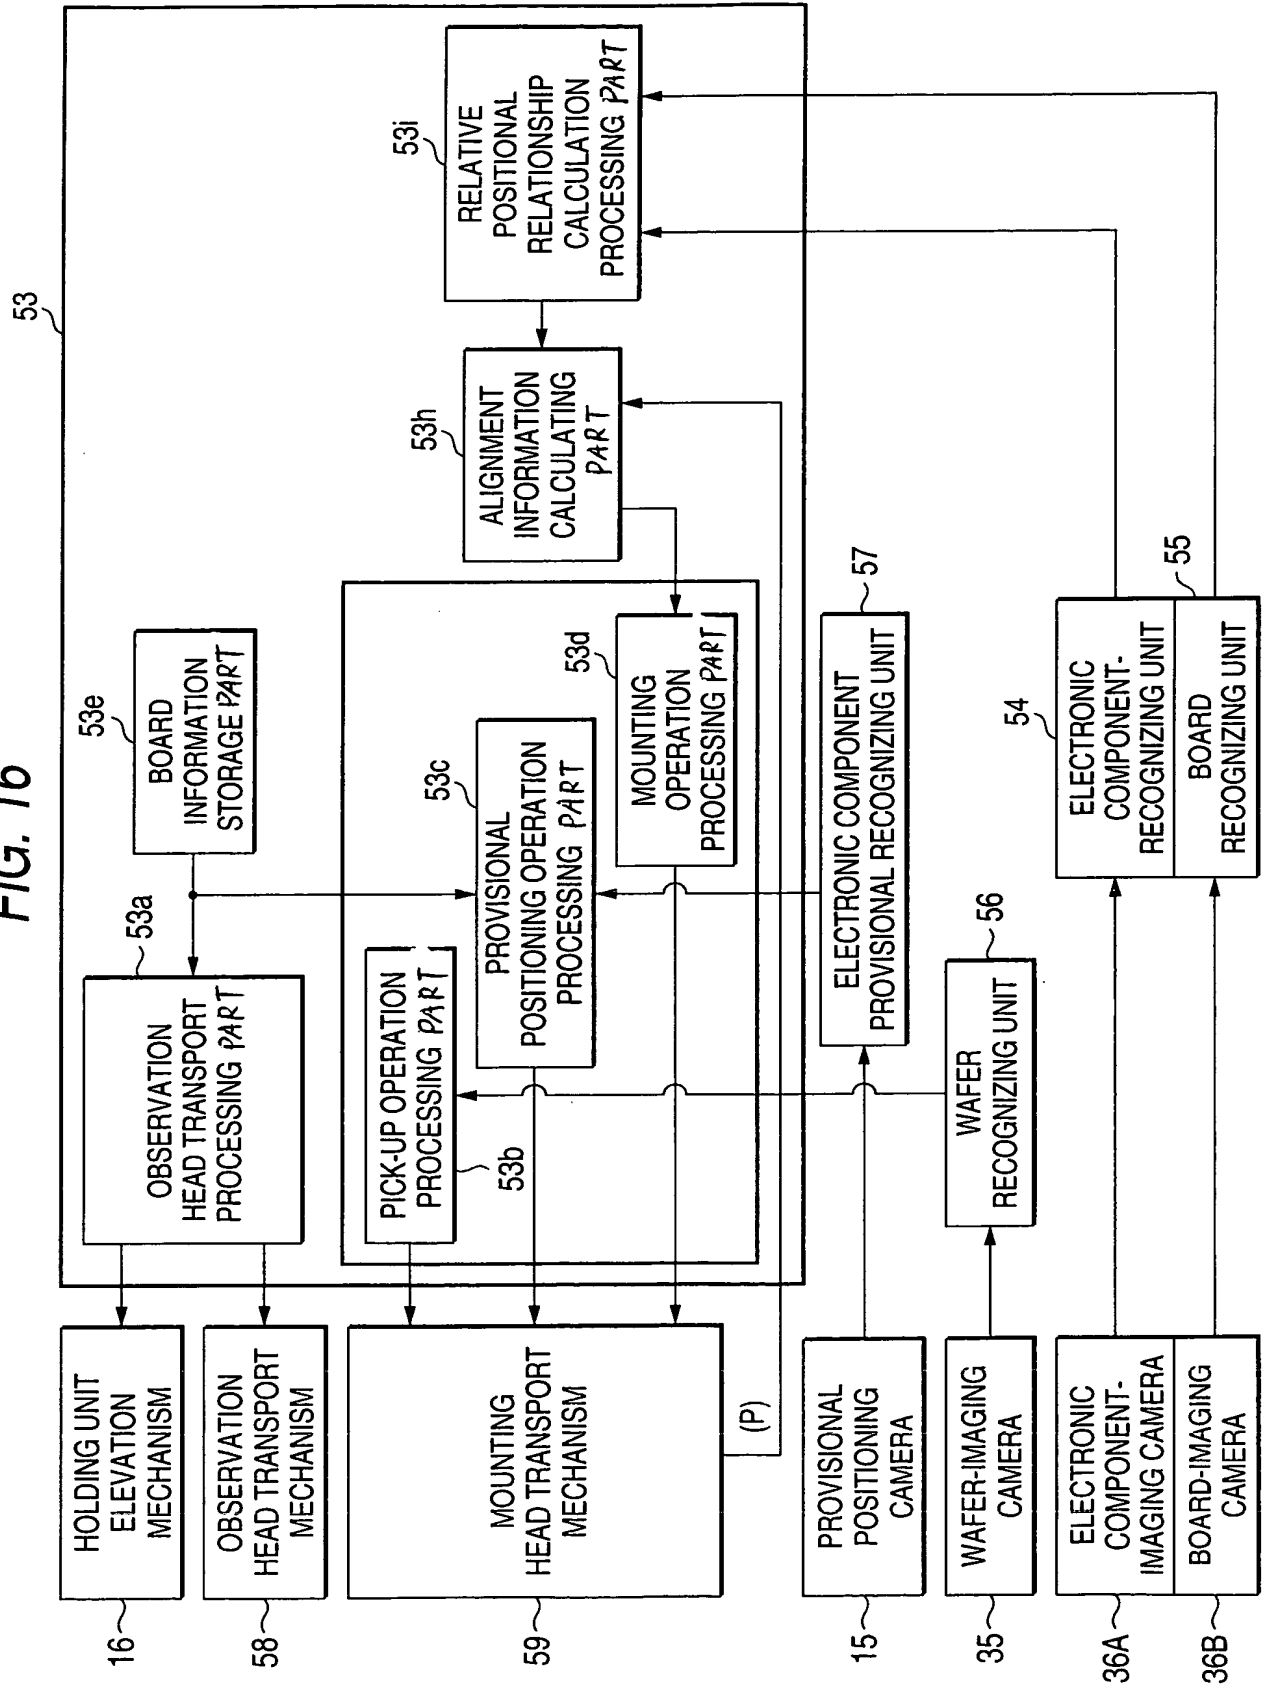 FIG. 16
16
HOLDING UNIT
ELEVATION
MECHANISM
58
OBSERVATION
HEAD TRANSPORT
MECHANISM
59
MOUNTING
HEAD TRANSPORT
MECHANISM
(P)
53
53a
OBSERVATION
HEAD TRANSPORT
PROCESSING PART
53e
BOARD
INFORMATION
STORAGE PART
PICK-UP OPERATION
PROCESSING PART
53b
53c
PROVISIONAL
POSITIONING OPERATION
PROCESSING PART
53d
MOUNTING
OPERATION
PROCESSING PART
53h
ALIGNMENT
INFORMATION
CALCULATING
PART
53i
RELATIVE
POSITIONAL
RELATIONSHIP
CALCULATION
PROCESSING PART
15
PROVISIONAL
POSITIONING
CAMERA
57
ELECTRONIC COMPONENT
PROVISIONAL RECOGNIZING UNIT
35
WAFER-IMAGING
CAMERA
56
WAFER
RECOGNIZING UNIT
36A
ELECTRONIC
COMPONENT-
IMAGING CAMERA
54
ELECTRONIC
COMPONENT-
RECOGNIZING UNIT
36B
BOARD-IMAGING
CAMERA
55
BOARD
RECOGNIZING UNIT